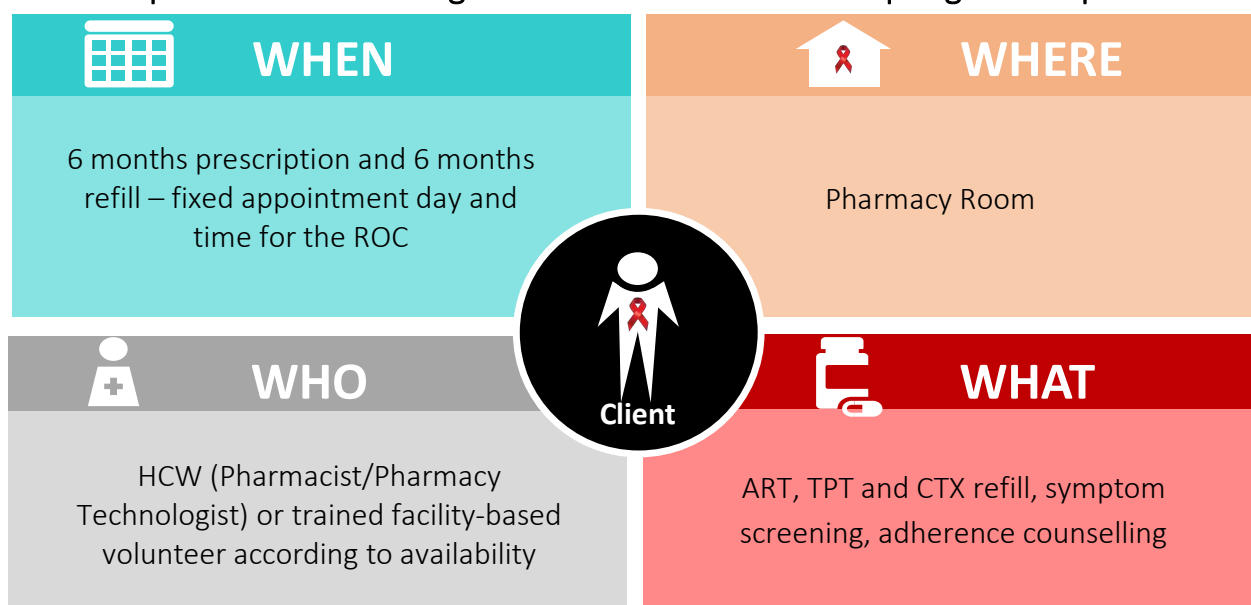 WHEN
6 months prescription and 6 months
refill – fixed appointment day and
time for the ROC
WHERE
Pharmacy Room
WHO
HCW (Pharmacist/Pharmacy
Technologist) or trained facility-based
volunteer according to availability
WHAT
ART, TPT and CTX refill, symptom
screening, adherence counselling
Client